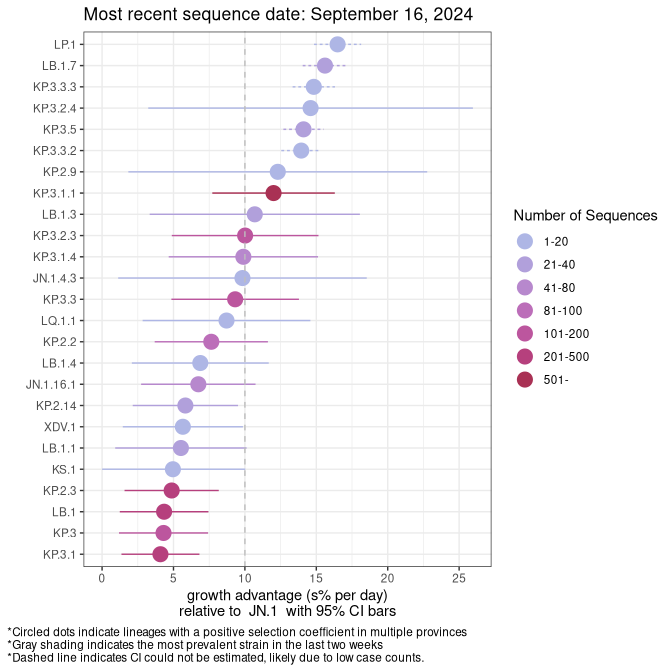 Most recent sequence date: September 16, 2024
LP.1
LB.1.7
KP.3.3.3
KP.3.2.4
KP.3.5
KP.3.3.2
KP.2.9
KP.3.1.1
LB.1.3
KP.3.2.3
KP.3.1.4
JN.1.4.3
KP.3.3
LQ.1.1
KP.2.2
LB.1.4
JN.1.16.1
KP.2.14
XDV.1
LB.1.1
KS.1
KP.2.3
LB.1
KP.3
KP.3.1
0 5 10 15 20 25
growth advantage (s% per day)
relative to JN.1 with 95% CI bars
Number of Sequences
1-20
21-40
41-80
81-100
101-200
201-500
501-
*Circled dots indicate lineages with a positive selection coefficient in multiple provinces
*Gray shading indicates the most prevalent strain in the last two weeks
*Dashed line indicates CI could not be estimated, likely due to low case counts.